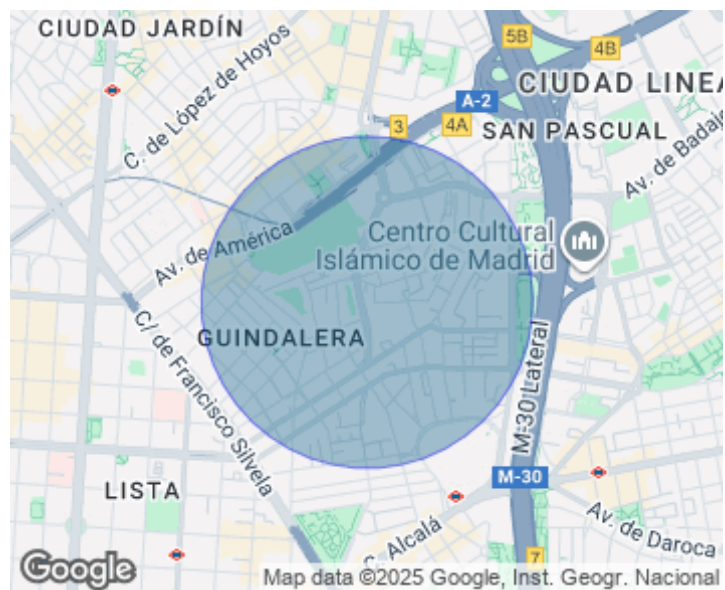 CIUDAD JARDÍN
C. de López de Hoyos
5B
4B
A-2
CIUDAD LINEA
3
4A
SAN PASCUAL
Av. de Badajo
Av. de América
Centro Cultural
Islámico de Madrid
C/ de Francisco Silvela
GUINDALERA
M-30 Lateral
LISTA
M-30
C. Alcalá
Av. de Daroca
7
Google
Map data ©2025 Google, Inst. Geogr. Nacional